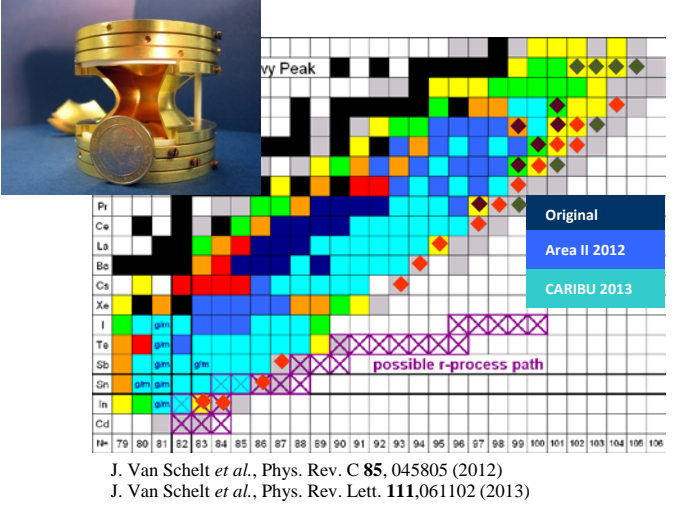 vy Peak
Original
Area II 2012
CARIBU 2013
Pr
Ce
La
Ba
Cs
Xe
I g/m
Te g/m
Sb g/m g/m
possible r-process path
Sn g/m g/m
In g/m
Cd
N= 79 80 81 82 83 84 85 86 87 88 89 90 91 92 93 94 95 96 97 98 99 100 101 102 103 104 105 106
J. Van Schelt et al., Phys. Rev. C 85, 045805 (2012)
J. Van Schelt et al., Phys. Rev. Lett. 111,061102 (2013)